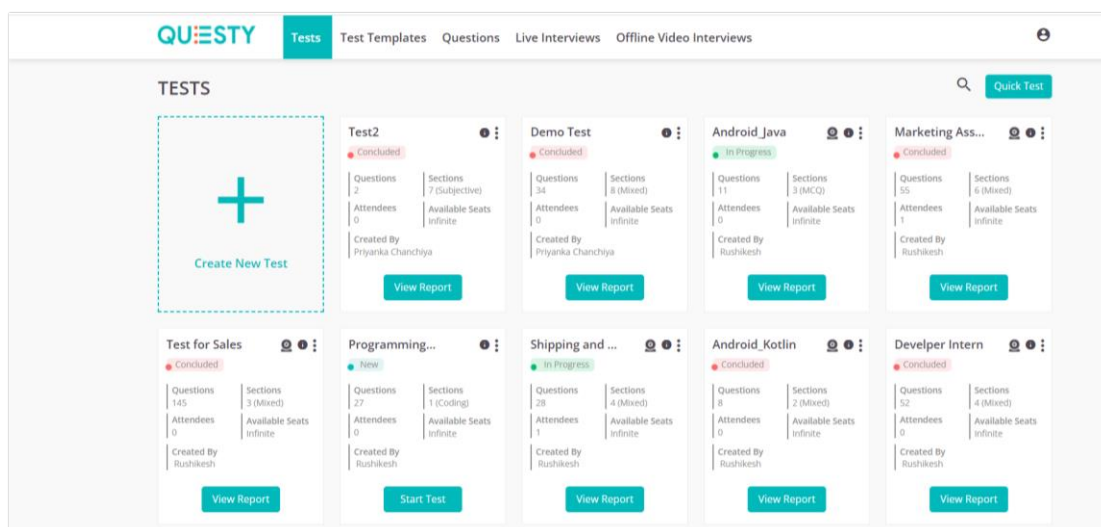 QUESTY Tests Test Templates Questions Live Interviews Offline Video Interviews
TESTS Quick Test
Create New Test
Test2
Concluded
Questions Sections
2 7 (Subjective)
Attendees Available Seats
0 Infinite
Created By
Priyanka Chanchiya
View Report
Demo Test
Concluded
Questions Sections
34 8 (Mixed)
Attendees Available Seats
0 Infinite
Created By
Priyanka Chanchiya
View Report
Android_Java
In Progress
Questions Sections
11 3 (MCQ)
Attendees Available Seats
0 Infinite
Created By
Rushikesh
View Report
Marketing Ass...
Concluded
Questions Sections
55 6 (Mixed)
Attendees Available Seats
1 Infinite
Created By
Rushikesh
View Report
Test for Sales
Concluded
Questions Sections
145 3 (Mixed)
Attendees Available Seats
0 Infinite
Created By
Rushikesh
View Report
Programming...
New
Questions Sections
27 1 (Coding)
Attendees Available Seats
0 Infinite
Created By
Rushikesh
Start Test
Shipping and ...
In Progress
Questions Sections
28 4 (Mixed)
Attendees Available Seats
1 Infinite
Created By
Rushikesh
View Report
Android_Kotlin
Concluded
Questions Sections
8 2 (Mixed)
Attendees Available Seats
0 Infinite
Created By
Rushikesh
View Report
Develper Intern
Concluded
Questions Sections
52 4 (Mixed)
Attendees Available Seats
0 Infinite
Created By
Rushikesh
View Report